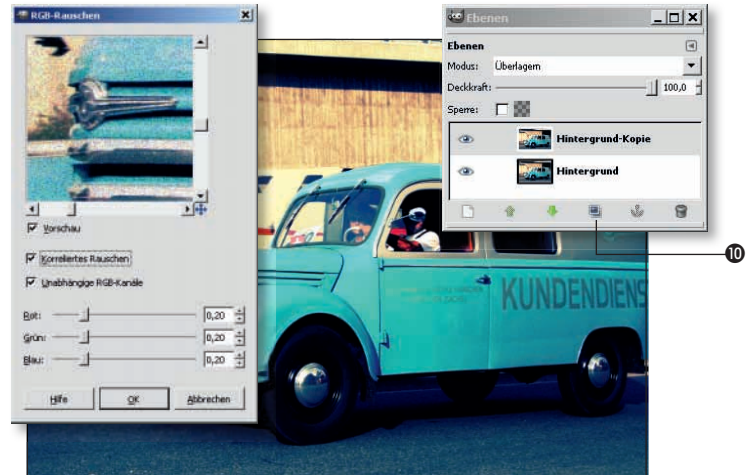 RGB-Rauschen
Vorschau
Korreliertes Rauschen
Unabhängige RGB-Kanäle
Rot: 0,20
Grün: 0,20
Blau: 0,20
Hilfe OK Abbrechen
Ebenen
Ebenen
Modus: Überlagern
Deckkraft: 100,0
Sperre:
Hintergrund-Kopie
Hintergrund
❿
KUNDENDIENS